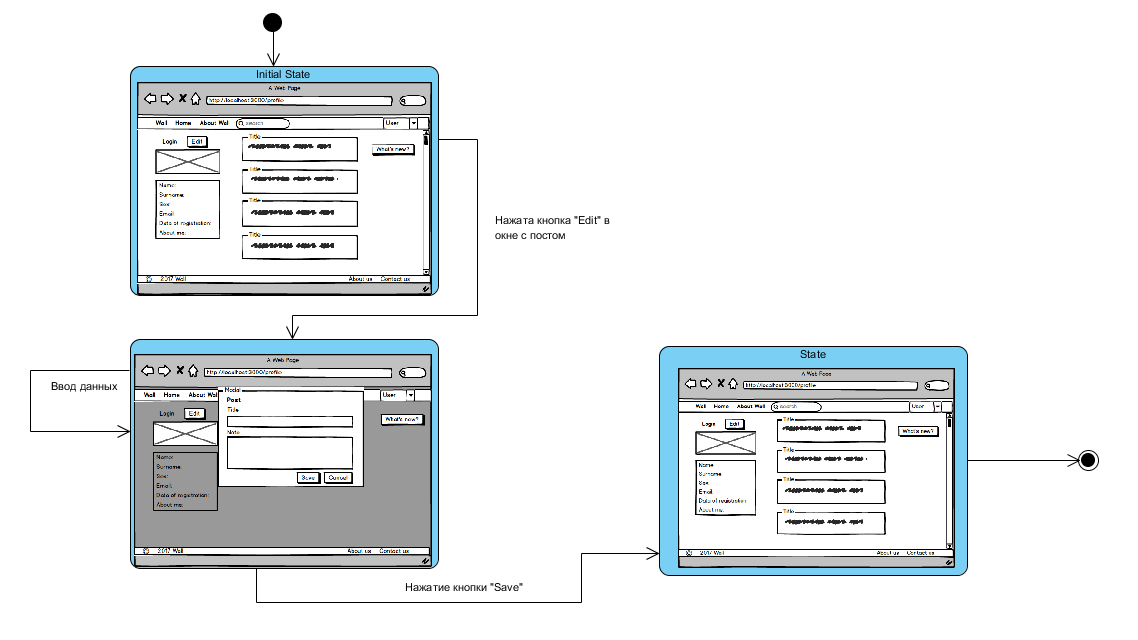 Initial State
A Web Page
http://localhost:3000/profile
Wall Home About Wall search User
Login Edit
Title
What's new?
Title
Name:
Surname:
Sex:
Title
Email
Date of registration:
About me:
Title
© 2017 Wall About us Contact us
Нажата кнопка "Edit" в
окне с постом
A Web Page
http://localhost:3000/profile
Wall Home About Wall User
Modal
Post
Title
Login Edit
What's new?
Note
Name:
Surname:
Sex:
Email:
Date of registration:
About me:
Save Cancel
© 2017 Wall About us Contact us
Ввод данных
Нажатие кнопки "Save"
State
A Web Page
http://localhost:3000/profile
Wall Home About Wall search User
Login Edit
Title
What's new?
Title
Name:
Surname:
Sex:
Title
Email:
Date of registration:
About me:
Title
© 2017 Wall About us Contact us